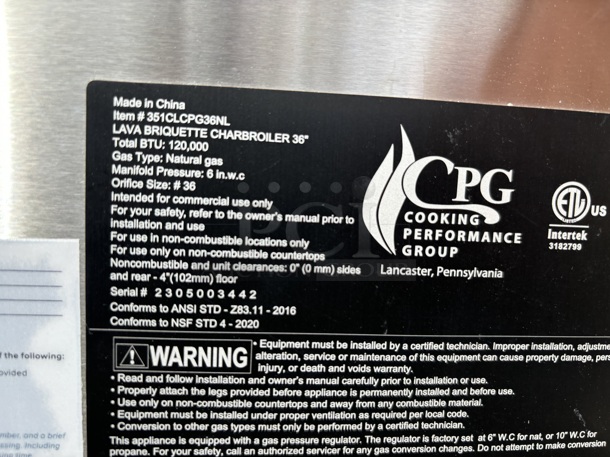 Made in China
Item # 351CLCPG36NL
LAVA BRIQUETTE CHARBROILER 36"
Total BTU: 120,000
Gas Type: Natural gas
Manifold Pressure: 6 in.w.c
Orifice Size: # 36
Intended for commercial use only
For your safety, refer to the owner's manual prior to
installation and use
For use in non-combustible locations only
For use only on non-combustible countertops
Noncombustible and unit clearances: 0" (0 mm) sides
and rear - 4"(102mm) floor
Serial # 2305003442
Conforms to ANSI STD - Z83.11 - 2016
Conforms to NSF STD 4 - 2020
CPG
COOKING
PERFORMANCE
GROUP
Lancaster, Pennsylvania
ETL US
Intertek
3182799
WARNING
• Equipment must be installed by a certified technician. Improper installation, adjustme
alteration, service or maintenance of this equipment can cause property damage, pers
injury, or death and voids warranty.
• Read and follow installation and owner's manual carefully prior to installation or use.
• Properly attach the legs provided before appliance is permanently installed and before use.
• Use only on non-combustible countertops and away from any combustible material.
• Equipment must be installed under proper ventilation as required per local code.
• Conversion to other gas types must only be performed by a certified technician.
This appliance is equipped with a gas pressure regulator. The regulator is factory set at 6" W.C for nat, or 10" W.C for
propane. For your safety, call an authorized servicer for any gas conversion changes. Do not attempt to make conversion
f the following:
ovided
mber, and a brief
ssing. Including